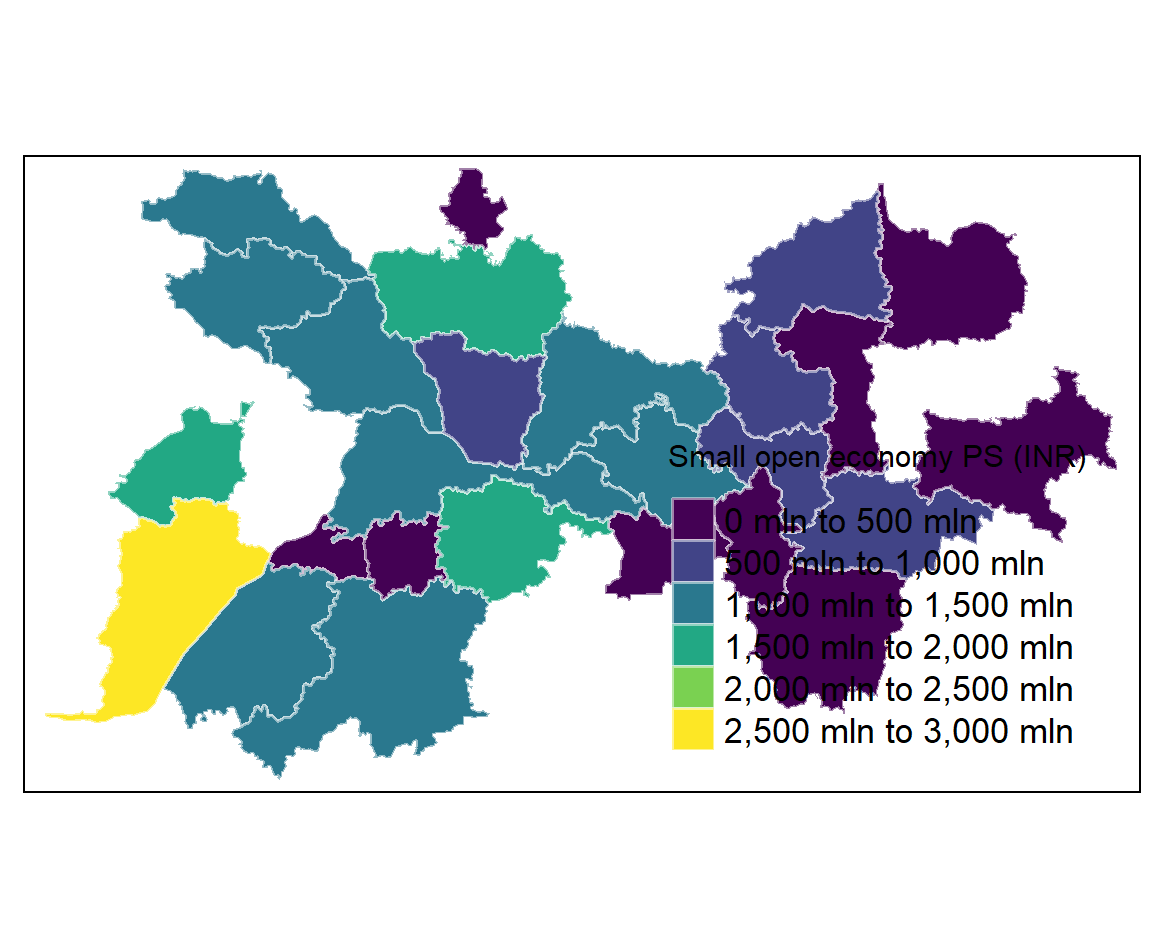 Small open economy PS (INR)
0 mln to 500 mln
500 mln to 1,000 mln
1,000 mln to 1,500 mln
1,500 mln to 2,000 mln
2,000 mln to 2,500 mln
2,500 mln to 3,000 mln